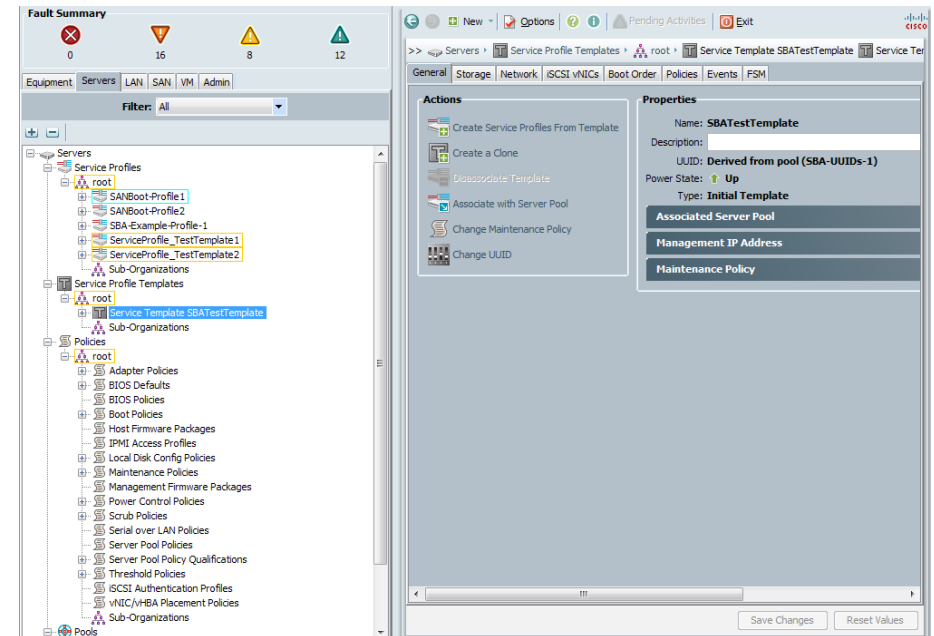 Fault Summary
0 16 8 12
Equipment Servers LAN SAN VM Admin
Filter: All
Servers
Service Profiles
root
SANBoot-Profile1
SANBoot-Profile2
SBA-Example-Profile-1
ServiceProfile_TestTemplate1
ServiceProfile_TestTemplate2
Sub-Organizations
Service Profile Templates
root
Service Template SBATestTemplate
Sub-Organizations
Policies
root
Adapter Policies
BIOS Defaults
BIOS Policies
Boot Policies
Host Firmware Packages
IPMI Access Profiles
Local Disk Config Policies
Maintenance Policies
Management Firmware Packages
Power Control Policies
Scrub Policies
Serial over LAN Policies
Server Pool Policies
Server Pool Policy Qualifications
Threshold Policies
iSCSI Authentication Profiles
vNIC/vHBA Placement Policies
Sub-Organizations
Pools
New Options Pending Activities Exit
CISCO
>> Servers Service Profile Templates root Service Template SBATestTemplate Service Ter
General Storage Network iSCSI vNICs Boot Order Policies Events FSM
Actions
Create Service Profiles From Template
Create a Clone
Disassociate Template
Associate with Server Pool
Change Maintenance Policy
Change UUID
Properties
Name: SBATestTemplate
Description:
UUID: Derived from pool (SBA-UUIDs-1)
Power State: Up
Type: Initial Template
Associated Server Pool
Management IP Address
Maintenance Policy
Save Changes Reset Values